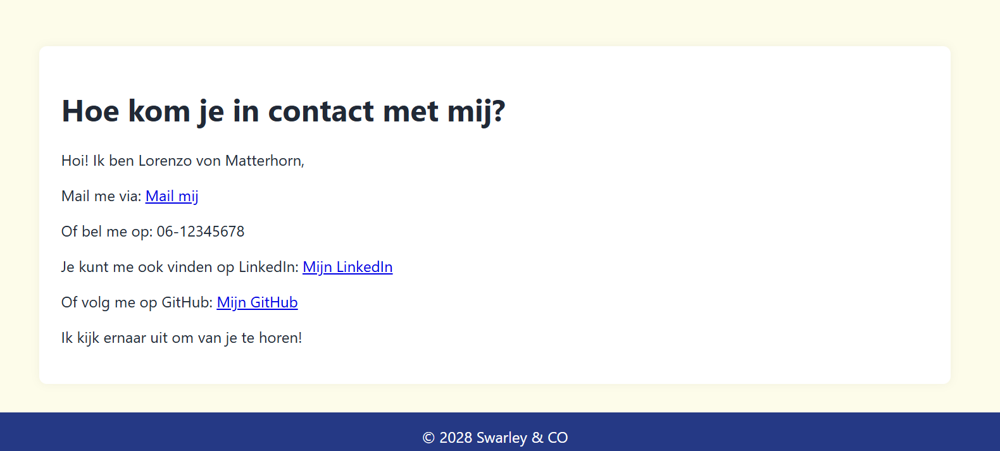 Hoe kom je in contact met mij?
Hoi! Ik ben Lorenzo von Matterhorn,
Mail me via: Mail mij
Of bel me op: 06-12345678
Je kunt me ook vinden op LinkedIn: Mijn LinkedIn
Of volg me op GitHub: Mijn GitHub
Ik kijk ernaar uit om van je te horen!
© 2028 Swarley & CO